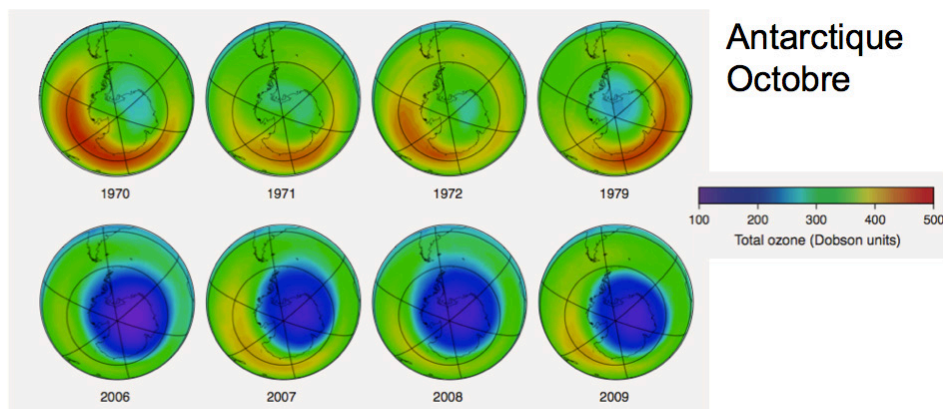 Antarctique
Octobre
1970 1971 1972 1979
100 200 300 400 500
Total ozone (Dobson units)
2006 2007 2008 2009